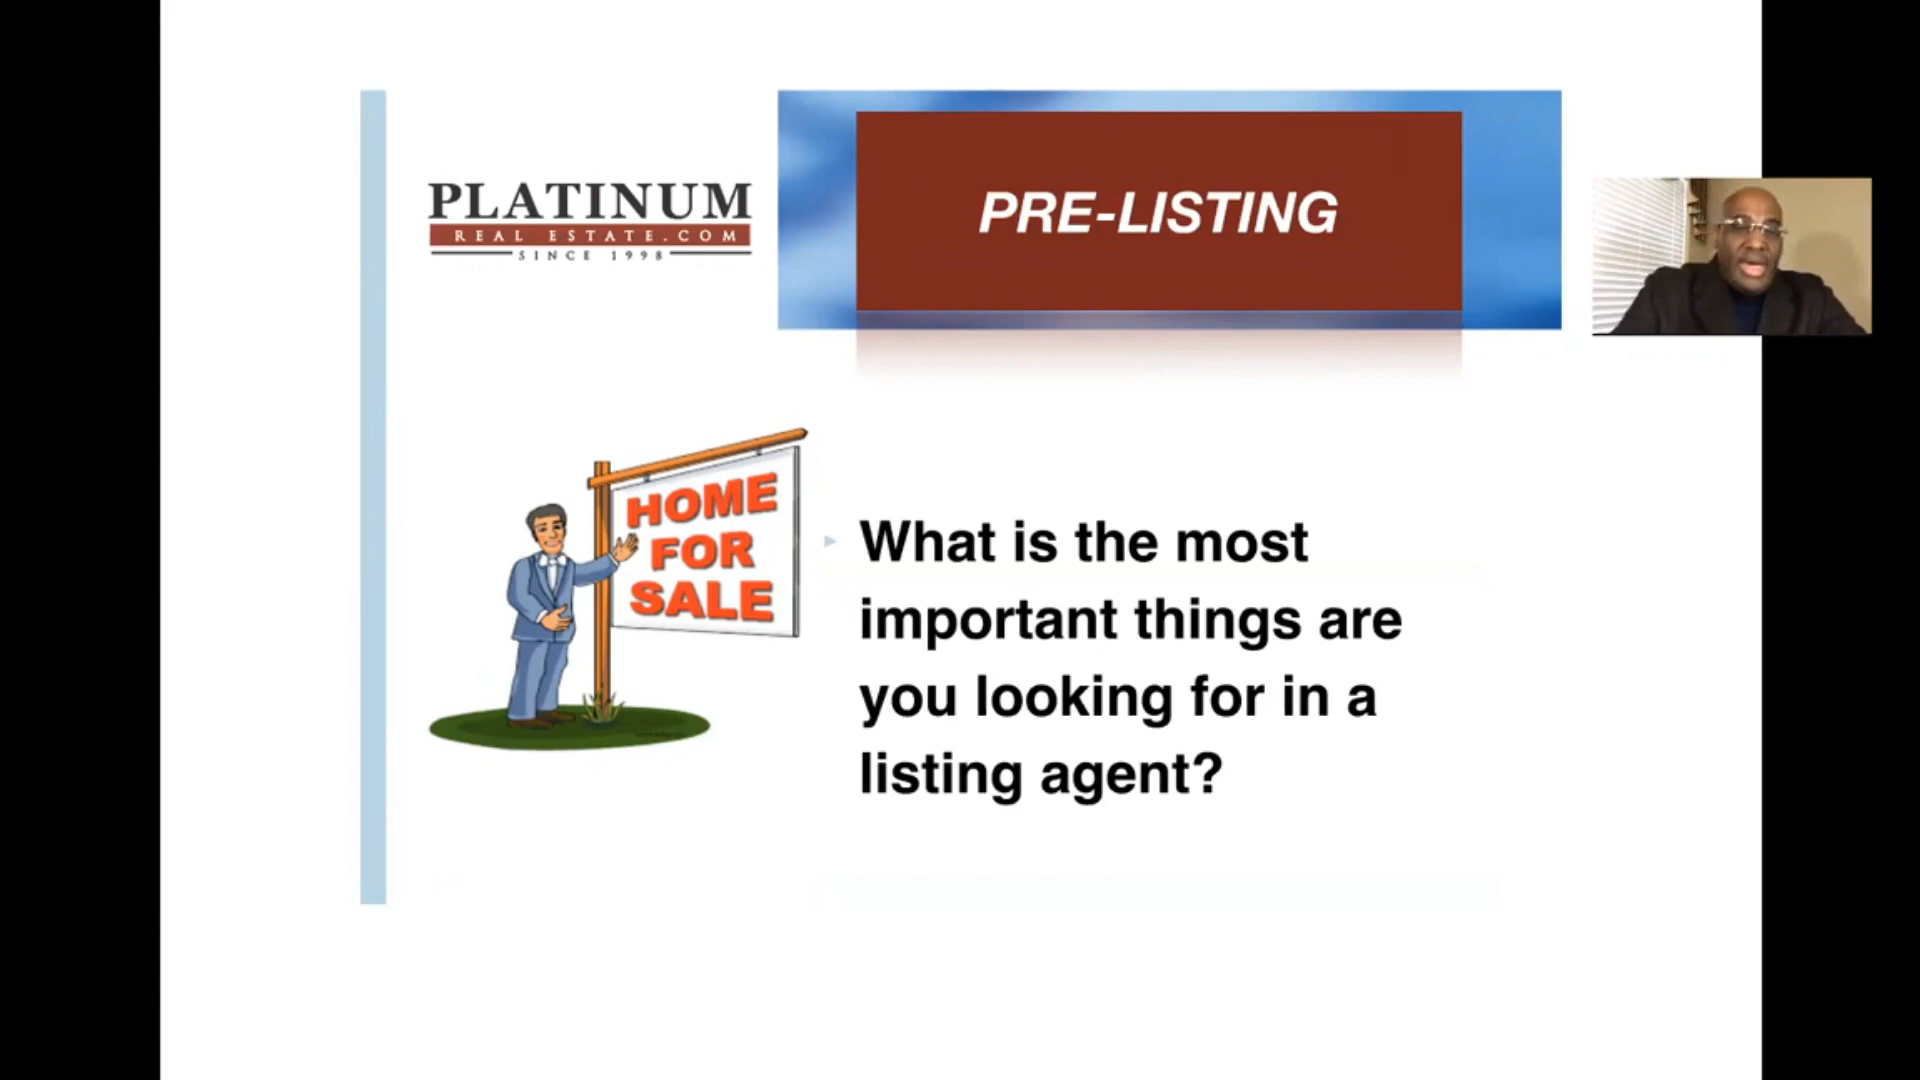 PLATINUM
REAL ESTATE.COM
SINCE 1998
PRE-LISTING
HOME
FOR
SALE
What is the most
important things are
you looking for in a
listing agent?